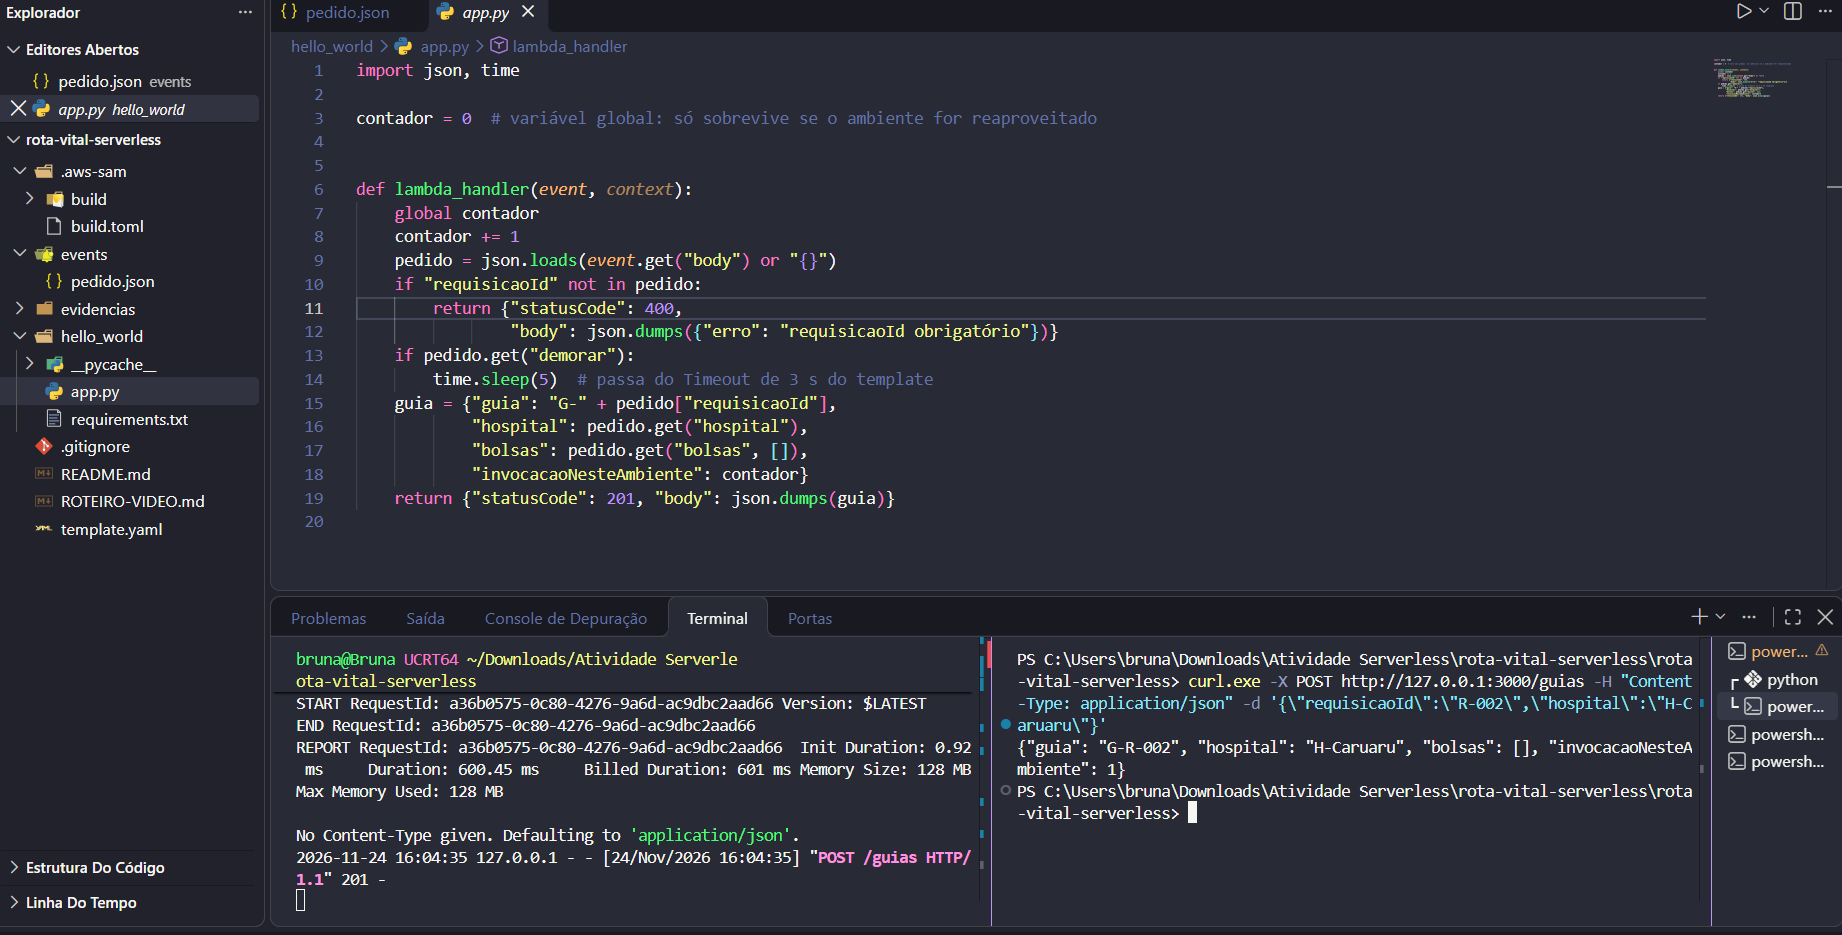 Explorador
Editores Abertos
pedido.json events
app.py hello_world
rota-vital-serverless
.aws-sam
build
build.toml
events
pedido.json
evidencias
hello_world
__pycache__
app.py
requirements.txt
.gitignore
README.md
ROTEIRO-VIDEO.md
template.yaml
Estrutura Do Código
Linha Do Tempo
{} pedido.json
app.py
hello_world > app.py > lambda_handler
1 import json, time
2
3 contador = 0  # variável global: só sobrevive se o ambiente for reaproveitado
4
5
6 def lambda_handler(event, context):
7     global contador
8     contador += 1
9     pedido = json.loads(event.get("body") or "{}")
10     if "requisicaoId" not in pedido:
11         return {"statusCode": 400,
12                 "body": json.dumps({"erro": "requisicaoId obrigatório"})}
13     if pedido.get("demorar"):
14         time.sleep(5)  # passa do Timeout de 3 s do template
15     guia = {"guia": "G-" + pedido["requisicaoId"],
16             "hospital": pedido.get("hospital"),
17             "bolsas": pedido.get("bolsas", []),
18             "invocacaoNesteAmbiente": contador}
19     return {"statusCode": 201, "body": json.dumps(guia)}
20
Problemas Saída Console de Depuração Terminal Portas
bruna@Bruna UCRT64 ~/Downloads/Atividade Serverle
ota-vital-serverless
START RequestId: a36b0575-0c80-4276-9a6d-ac9dbc2aad66 Version: $LATEST
END RequestId: a36b0575-0c80-4276-9a6d-ac9dbc2aad66
REPORT RequestId: a36b0575-0c80-4276-9a6d-ac9dbc2aad66  Init Duration: 0.92
 ms     Duration: 600.45 ms     Billed Duration: 601 ms Memory Size: 128 MB
Max Memory Used: 128 MB
No Content-Type given. Defaulting to 'application/json'.
2026-11-24 16:04:35 127.0.0.1 - - [24/Nov/2026 16:04:35] "POST /guias HTTP/
1.1" 201 -
PS C:\Users\bruna\Downloads\Atividade Serverless\rota-vital-serverless\rota
-vital-serverless> curl.exe -X POST http://127.0.0.1:3000/guias -H "Content
-Type: application/json" -d '{\"requisicaoId\":\"R-002\",\"hospital\":\"H-C
aruaru\"}'
{"guia": "G-R-002", "hospital": "H-Caruaru", "bolsas": [], "invocacaoNesteA
mbiente": 1}
PS C:\Users\bruna\Downloads\Atividade Serverless\rota-vital-serverless\rota
-vital-serverless>
power...
python
power...
powersh...
powersh...